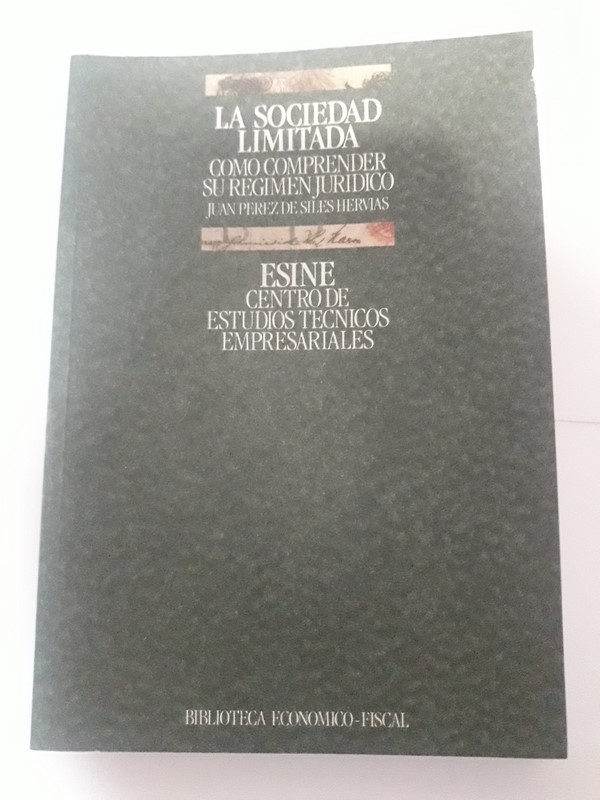 LA SOCIEDAD
LIMITADA
COMO COMPRENDER
SU REGIMEN JURIDICO
JUAN PEREZ DE SILES HERVIAS
ESINE
CENTRO DE
ESTUDIOS TECNICOS
EMPRESARIALES
BIBLIOTECA ECONOMICO-FISCAL